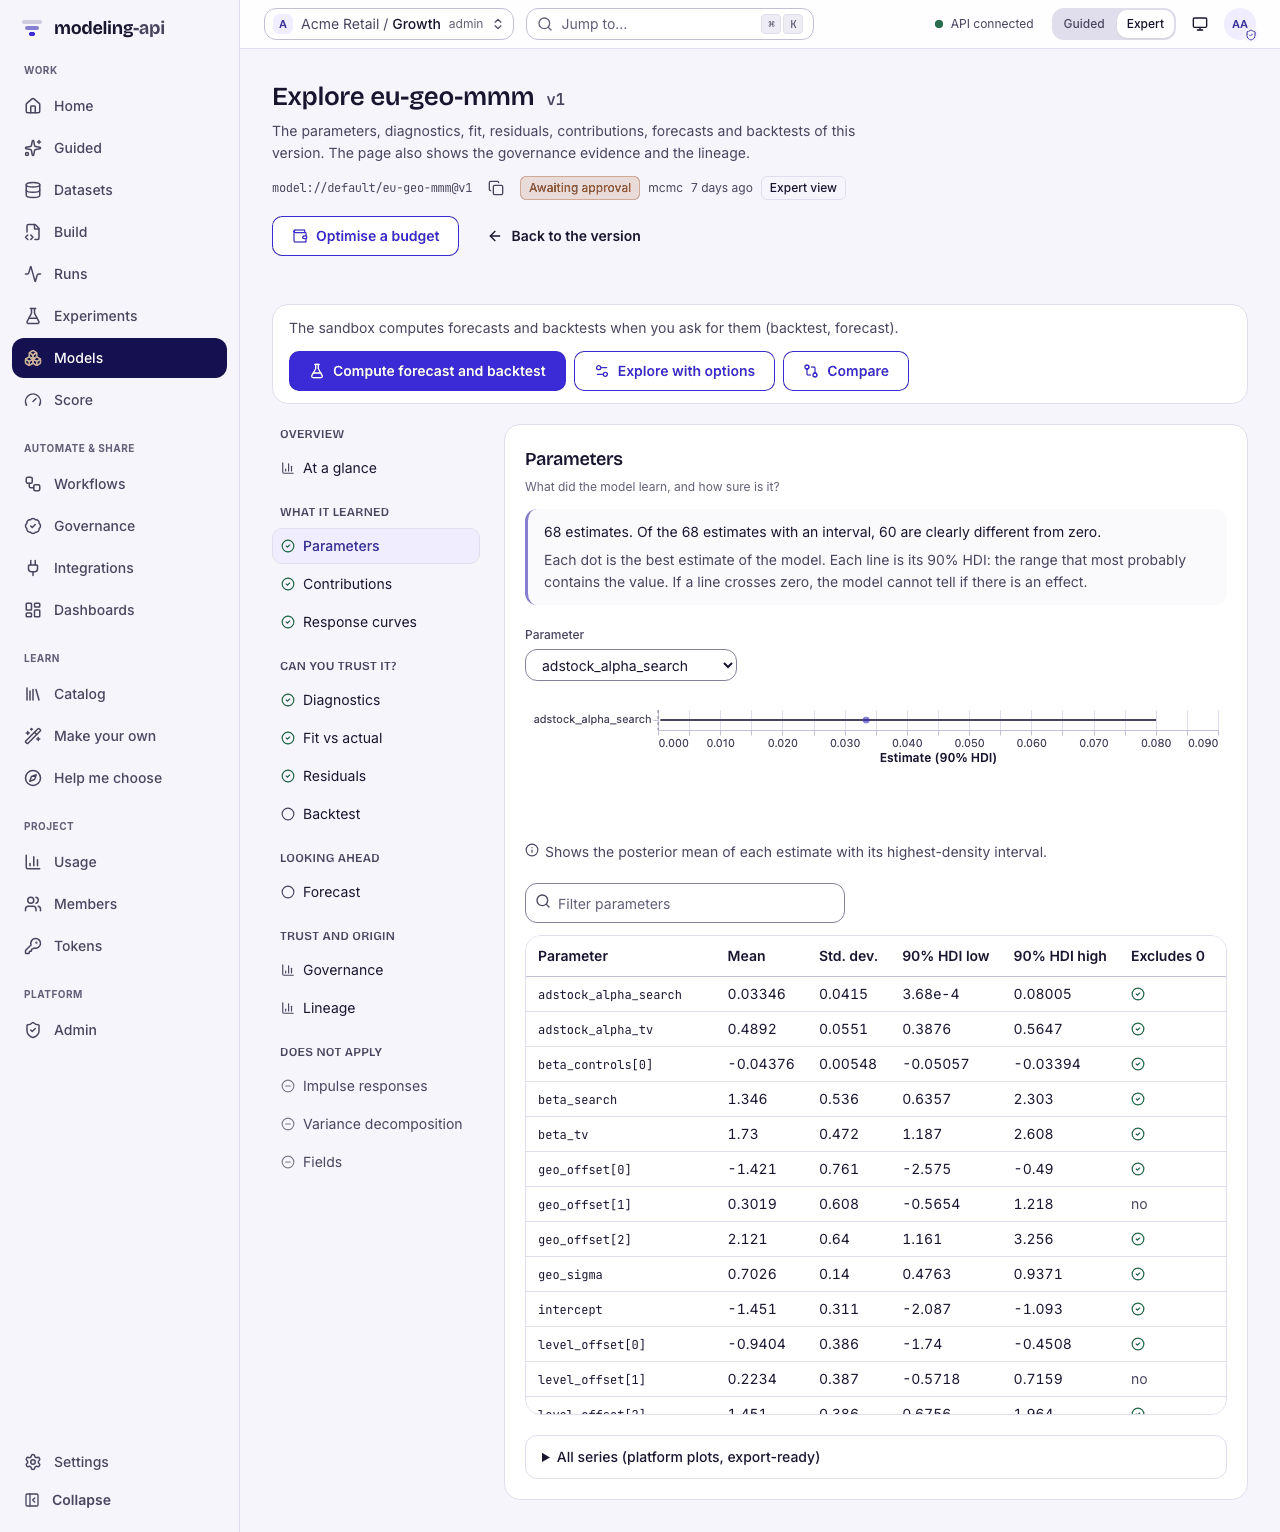 modeling-api
WORK
Home
Guided
Datasets
Build
Runs
Experiments
Models
Score
AUTOMATE & SHARE
Workflows
Governance
Integrations
Dashboards
LEARN
Catalog
Make your own
Help me choose
PROJECT
Usage
Members
Tokens
PLATFORM
Admin
Settings
Collapse
A Acme Retail / Growth admin
Jump to... ⌘ K
API connected
Guided Expert
AA
Explore eu-geo-mmm v1
The parameters, diagnostics, fit, residuals, contributions, forecasts and backtests of this
version. The page also shows the governance evidence and the lineage.
model://default/eu-geo-mmm@v1 Awaiting approval mcmc 7 days ago Expert view
Optimise a budget Back to the version
The sandbox computes forecasts and backtests when you ask for them (backtest, forecast).
Compute forecast and backtest Explore with options Compare
OVERVIEW
At a glance
WHAT IT LEARNED
Parameters
Contributions
Response curves
CAN YOU TRUST IT?
Diagnostics
Fit vs actual
Residuals
Backtest
LOOKING AHEAD
Forecast
TRUST AND ORIGIN
Governance
Lineage
DOES NOT APPLY
Impulse responses
Variance decomposition
Fields
Parameters
What did the model learn, and how sure is it?
68 estimates. Of the 68 estimates with an interval, 60 are clearly different from zero.
Each dot is the best estimate of the model. Each line is its 90% HDI: the range that most probably
contains the value. If a line crosses zero, the model cannot tell if there is an effect.
Parameter
adstock_alpha_search
adstock_alpha_search
0.000 0.010 0.020 0.030 0.040 0.050 0.060 0.070 0.080 0.090
Estimate (90% HDI)
Shows the posterior mean of each estimate with its highest-density interval.
Filter parameters
Parameter Mean Std. dev. 90% HDI low 90% HDI high Excludes 0
adstock_alpha_search 0.03346 0.0415 3.68e-4 0.08005
adstock_alpha_tv 0.4892 0.0551 0.3876 0.5647
beta_controls[0] -0.04376 0.00548 -0.05057 -0.03394
beta_search 1.346 0.536 0.6357 2.303
beta_tv 1.73 0.472 1.187 2.608
geo_offset[0] -1.421 0.761 -2.575 -0.49
geo_offset[1] 0.3019 0.608 -0.5654 1.218 no
geo_offset[2] 2.121 0.64 1.161 3.256
geo_sigma 0.7026 0.14 0.4763 0.9371
intercept -1.451 0.311 -2.087 -1.093
level_offset[0] -0.9404 0.386 -1.74 -0.4508
level_offset[1] 0.2234 0.387 -0.5718 0.7159 no
level_offset[2] 1.451 0.386 0.6756 1.964
All series (platform plots, export-ready)